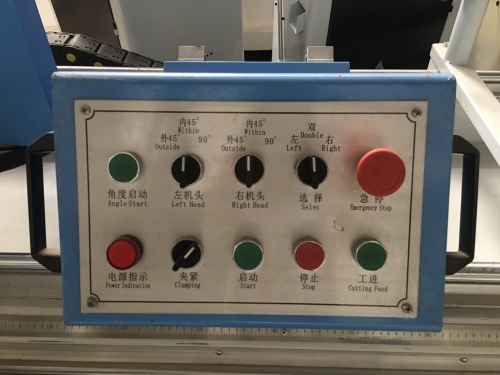 内45°
Within
外45°
Outside
90°
内45°
Within
外45°
Outside
90°
双
Double
左
Left
右
Right
角度启动
Angle Start
左机头
Left Head
右机头
Right Head
选择
Selec
急停
Emergency Stop
电源指示
Power Indication
夹紧
Clamping
启动
Start
停止
Stop
工进
Cutting Feed